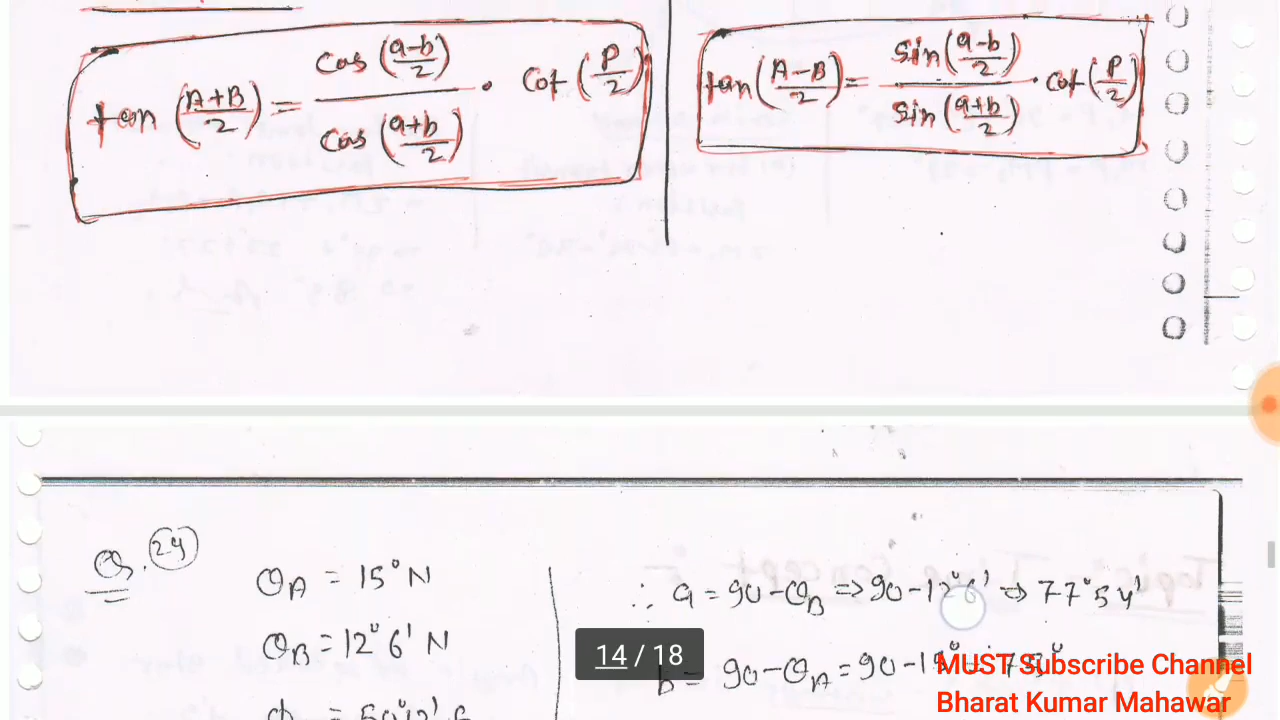 tan (A+B/2) = cos (a-b/2) / cos (a+b/2) . Cot (P/2)
tan (A-B/2) = sin (a-b/2) / sin (a+b/2) . cot (P/2)
Q. 24
θA = 15° N
θB = 12° 6' N
∴ a = 90-θB => 90-12°6' => 77°54'
b = 90-θA = 90-15°
14 / 18
MUST Subscribe Channel
Bharat Kumar Mahawar